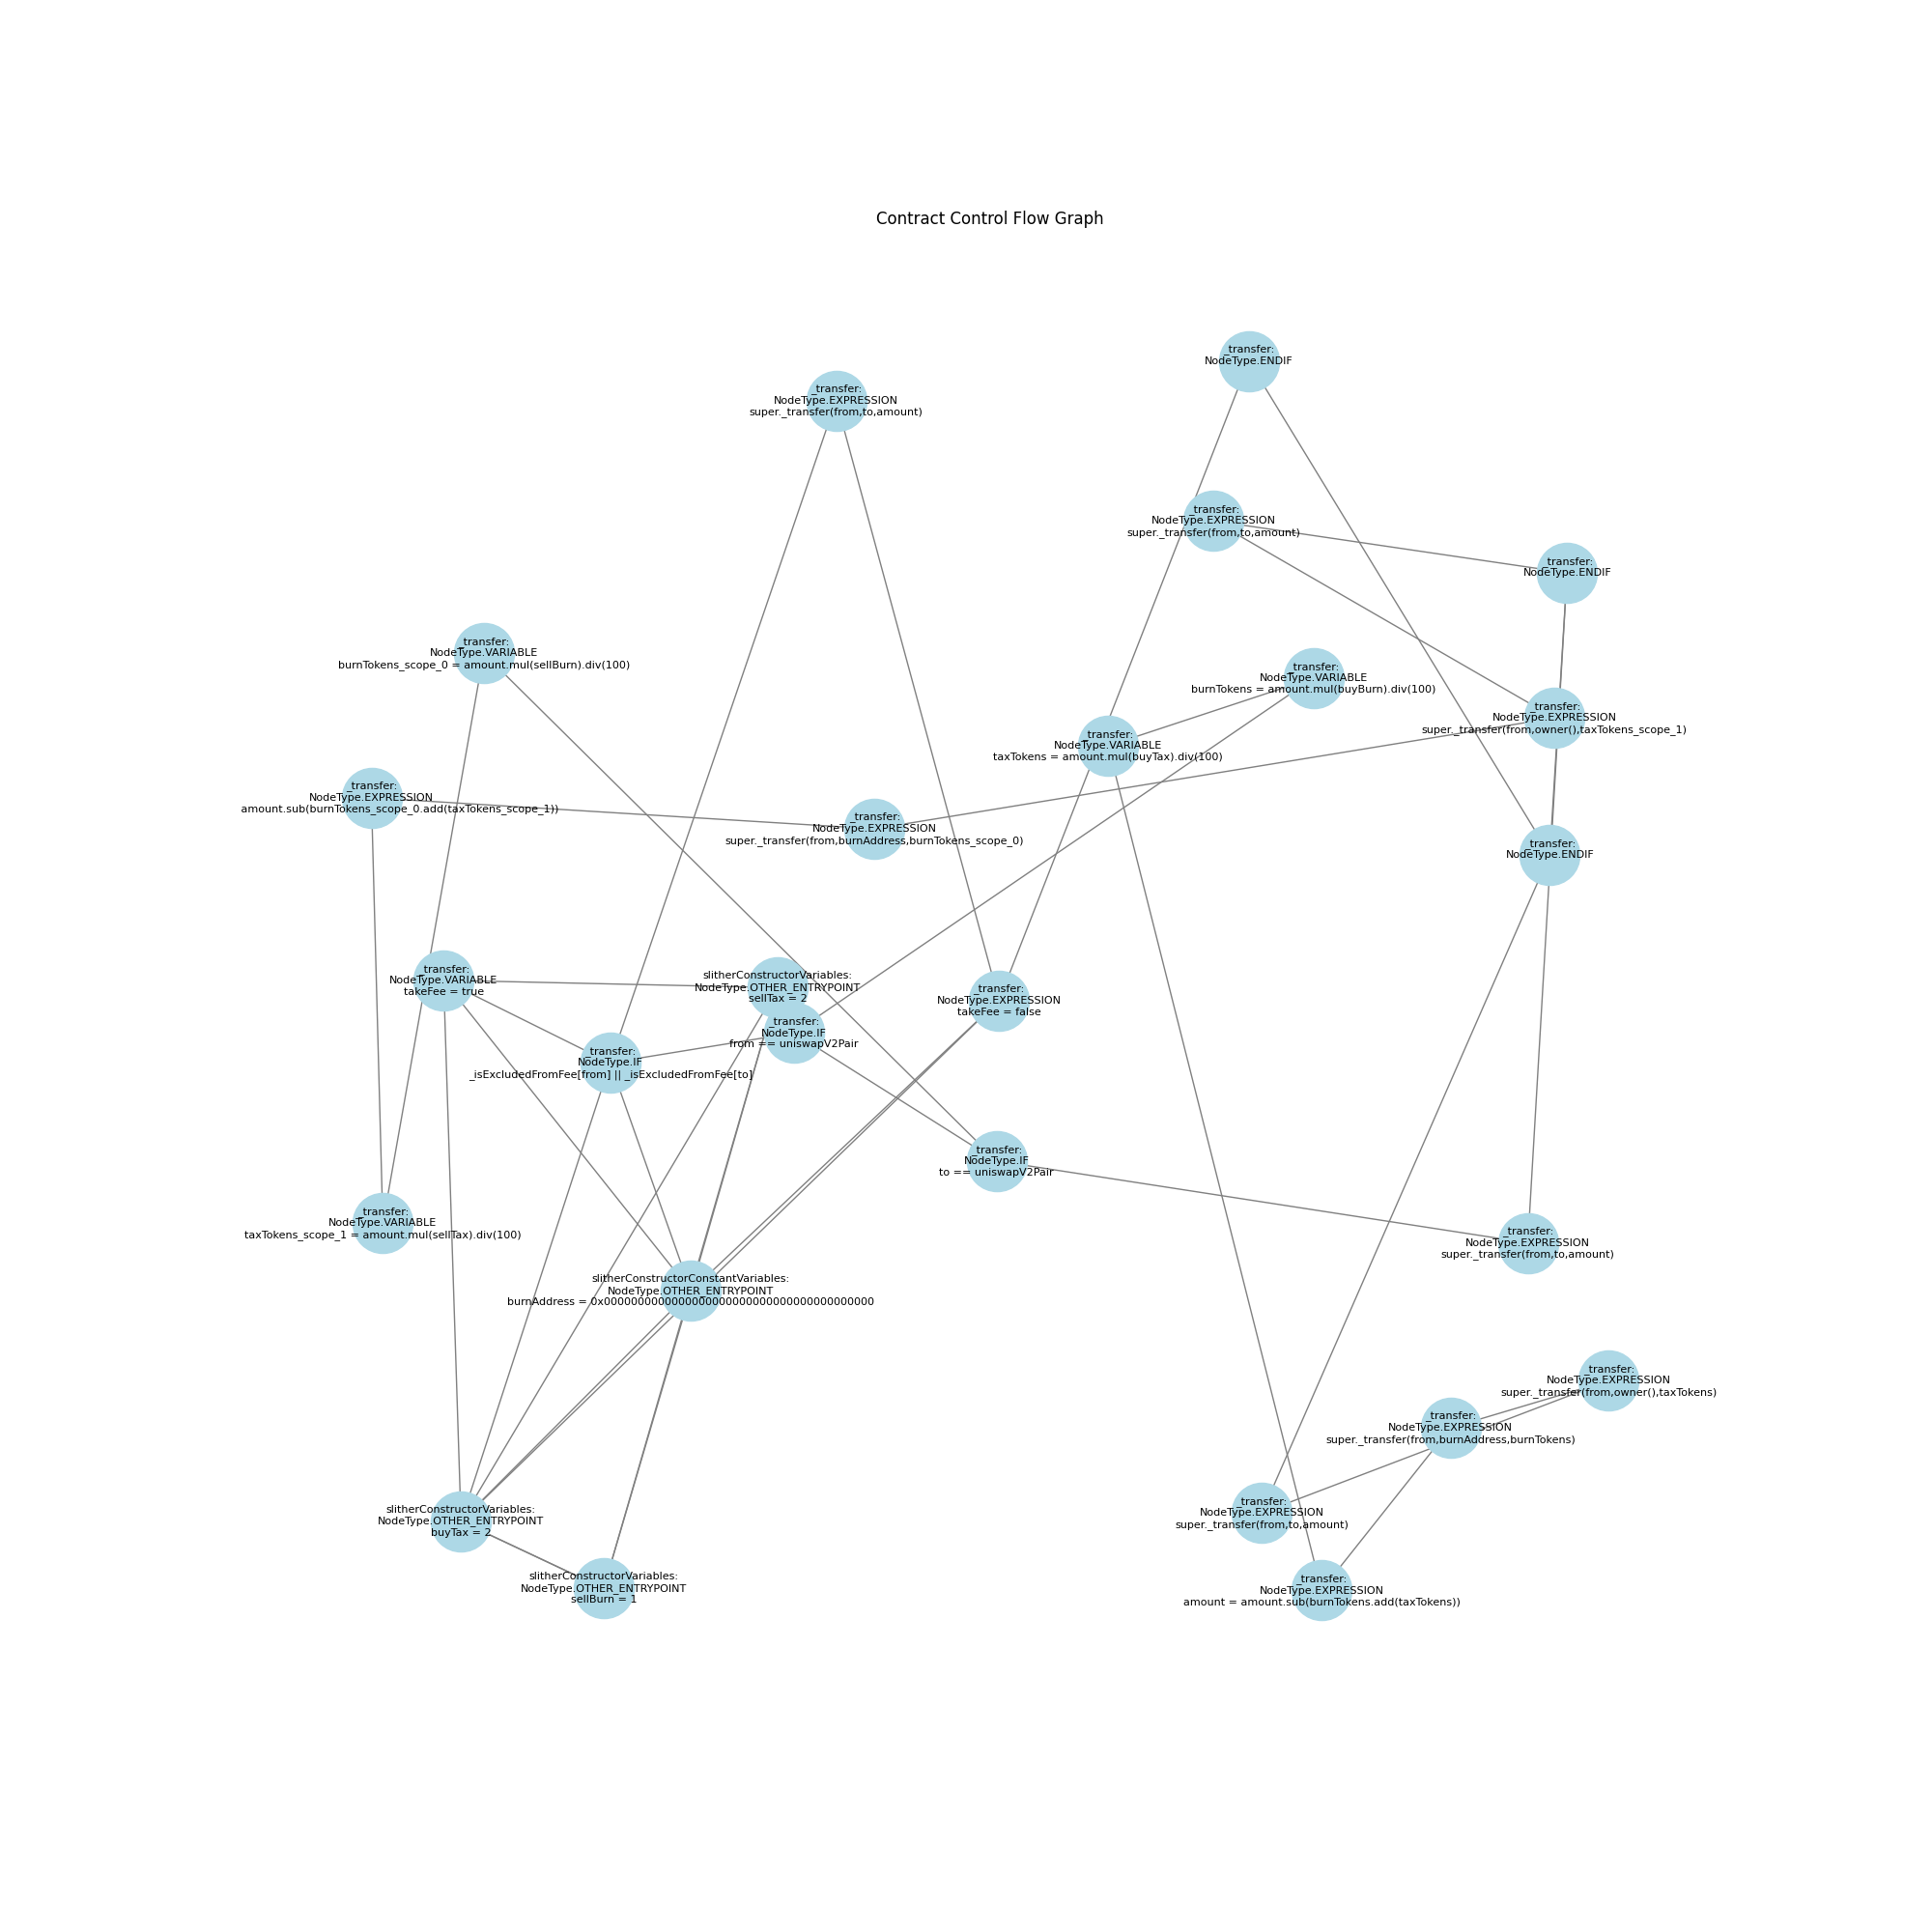 Contract Control Flow Graph
_transfer:
NodeType.ENDIF
_transfer:
NodeType.EXPRESSION
super._transfer(from,to,amount)
_transfer:
NodeType.EXPRESSION
super._transfer(from,to,amount)
_transfer:
NodeType.ENDIF
_transfer:
NodeType.VARIABLE
burnTokens_scope_0 = amount.mul(sellBurn).div(100)
_transfer:
NodeType.VARIABLE
burnTokens = amount.mul(buyBurn).div(100)
_transfer:
NodeType.EXPRESSION
super._transfer(from,owner(),taxTokens_scope_1)
_transfer:
NodeType.VARIABLE
taxTokens = amount.mul(buyTax).div(100)
_transfer:
NodeType.EXPRESSION
amount.sub(burnTokens_scope_0.add(taxTokens_scope_1))
_transfer:
NodeType.EXPRESSION
super._transfer(from,burnAddress,burnTokens_scope_0)
_transfer:
NodeType.ENDIF
_transfer:
NodeType.VARIABLE
takeFee = true
slitherConstructorVariables:
NodeType.OTHER_ENTRYPOINT
sellTax = 2
_transfer:
NodeType.EXPRESSION
takeFee = false
_transfer:
NodeType.IF
from == uniswapV2Pair
_transfer:
NodeType.IF
_isExcludedFromFee[from] || _isExcludedFromFee[to]
_transfer:
NodeType.IF
to == uniswapV2Pair
_transfer:
NodeType.VARIABLE
taxTokens_scope_1 = amount.mul(sellTax).div(100)
_transfer:
NodeType.EXPRESSION
super._transfer(from,to,amount)
slitherConstructorConstantVariables:
NodeType.OTHER_ENTRYPOINT
burnAddress = 0x0000000000000000000000000000000000000000
_transfer:
NodeType.EXPRESSION
super._transfer(from,owner(),taxTokens)
_transfer:
NodeType.EXPRESSION
super._transfer(from,burnAddress,burnTokens)
_transfer:
NodeType.EXPRESSION
super._transfer(from,to,amount)
slitherConstructorVariables:
NodeType.OTHER_ENTRYPOINT
buyTax = 2
slitherConstructorVariables:
NodeType.OTHER_ENTRYPOINT
sellBurn = 1
_transfer:
NodeType.EXPRESSION
amount = amount.sub(burnTokens.add(taxTokens))